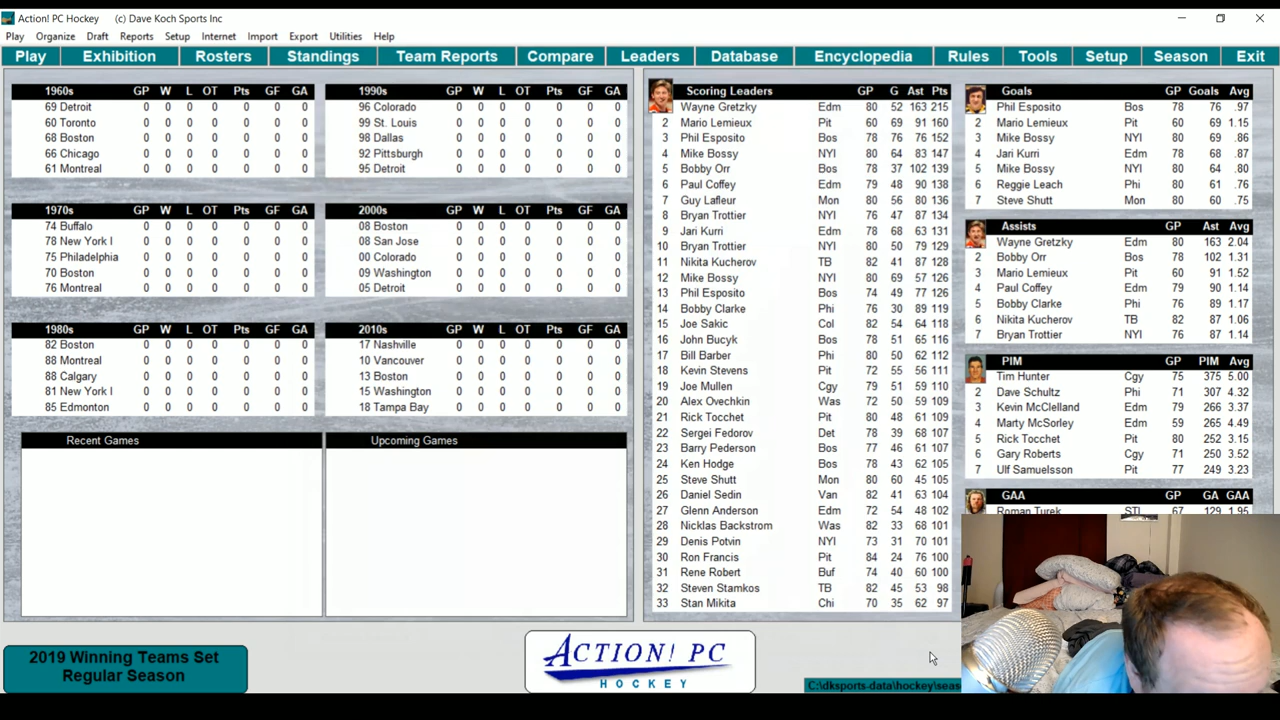 Action! PC Hockey (c) Dave Koch Sports Inc
Play Organize Draft Reports Setup Internet Import Export Utilities Help
Play Exhibition Rosters Standings Team Reports Compare Leaders Database Encyclopedia Rules Tools Setup Season Exit
1960s GP W L OT Pts GF GA
69 Detroit 0 0 0 0 0 0 0
60 Toronto 0 0 0 0 0 0 0
68 Boston 0 0 0 0 0 0 0
66 Chicago 0 0 0 0 0 0 0
61 Montreal 0 0 0 0 0 0 0
1990s GP W L OT Pts GF GA
96 Colorado 0 0 0 0 0 0 0
99 St. Louis 0 0 0 0 0 0 0
98 Dallas 0 0 0 0 0 0 0
92 Pittsburgh 0 0 0 0 0 0 0
95 Detroit 0 0 0 0 0 0 0
1970s GP W L OT Pts GF GA
74 Buffalo 0 0 0 0 0 0 0
78 New York I 0 0 0 0 0 0 0
75 Philadelphia 0 0 0 0 0 0 0
70 Boston 0 0 0 0 0 0 0
76 Montreal 0 0 0 0 0 0 0
2000s GP W L OT Pts GF GA
08 Boston 0 0 0 0 0 0 0
08 San Jose 0 0 0 0 0 0 0
00 Colorado 0 0 0 0 0 0 0
09 Washington 0 0 0 0 0 0 0
05 Detroit 0 0 0 0 0 0 0
1980s GP W L OT Pts GF GA
82 Boston 0 0 0 0 0 0 0
88 Montreal 0 0 0 0 0 0 0
88 Calgary 0 0 0 0 0 0 0
81 New York I 0 0 0 0 0 0 0
85 Edmonton 0 0 0 0 0 0 0
2010s GP W L OT Pts GF GA
17 Nashville 0 0 0 0 0 0 0
10 Vancouver 0 0 0 0 0 0 0
13 Boston 0 0 0 0 0 0 0
15 Washington 0 0 0 0 0 0 0
18 Tampa Bay 0 0 0 0 0 0 0
Recent Games
Upcoming Games
Scoring Leaders GP G Ast Pts
Wayne Gretzky Edm 80 52 163 215
2 Mario Lemieux Pit 60 69 91 160
3 Phil Esposito Bos 78 76 76 152
4 Mike Bossy NYI 80 64 83 147
5 Bobby Orr Bos 78 37 102 139
6 Paul Coffey Edm 79 48 90 138
7 Guy Lafleur Mon 80 56 80 136
8 Bryan Trottier NYI 76 47 87 134
9 Jari Kurri Edm 78 68 63 131
10 Bryan Trottier NYI 80 50 79 129
11 Nikita Kucherov TB 82 41 87 128
12 Mike Bossy NYI 80 69 57 126
13 Phil Esposito Bos 74 49 77 126
14 Bobby Clarke Phi 76 30 89 119
15 Joe Sakic Col 82 54 64 118
16 John Bucyk Bos 78 51 65 116
17 Bill Barber Phi 80 50 62 112
18 Kevin Stevens Pit 72 55 56 111
19 Joe Mullen Cgy 79 51 59 110
20 Alex Ovechkin Was 72 50 59 109
21 Rick Tocchet Pit 80 48 61 109
22 Sergei Fedorov Det 78 39 68 107
23 Barry Pederson Bos 77 46 61 107
24 Ken Hodge Bos 78 43 62 105
25 Steve Shutt Mon 80 60 45 105
26 Daniel Sedin Van 82 41 63 104
27 Glenn Anderson Edm 72 54 48 102
28 Nicklas Backstrom Was 82 33 68 101
29 Denis Potvin NYI 73 31 70 101
30 Ron Francis Pit 84 24 76 100
31 Rene Robert Buf 74 40 60 100
32 Steven Stamkos TB 82 45 53 98
33 Stan Mikita Chi 70 35 62 97
Goals GP Goals Avg
Phil Esposito Bos 78 76 .97
2 Mario Lemieux Pit 60 69 1.15
3 Mike Bossy NYI 80 69 .86
4 Jari Kurri Edm 78 68 .87
5 Mike Bossy NYI 80 64 .80
6 Reggie Leach Phi 80 61 .76
7 Steve Shutt Mon 80 60 .75
Assists GP Ast Avg
Wayne Gretzky Edm 80 163 2.04
2 Bobby Orr Bos 78 102 1.31
3 Mario Lemieux Pit 60 91 1.52
4 Paul Coffey Edm 79 90 1.14
5 Bobby Clarke Phi 76 89 1.17
6 Nikita Kucherov TB 82 87 1.06
7 Bryan Trottier NYI 76 87 1.14
PIM GP PIM Avg
Tim Hunter Cgy 75 375 5.00
2 Dave Schultz Phi 71 307 4.32
3 Kevin McClelland Edm 79 266 3.37
4 Marty McSorley Edm 59 265 4.49
5 Rick Tocchet Pit 80 252 3.15
6 Gary Roberts Cgy 71 250 3.52
7 Ulf Samuelsson Pit 77 249 3.23
GAA GP GA GAA
Roman Turek STL 67 129 1.95
2019 Winning Teams Set
Regular Season
ACTION! PC
HOCKEY
C:\dksports-data\hockey\seas